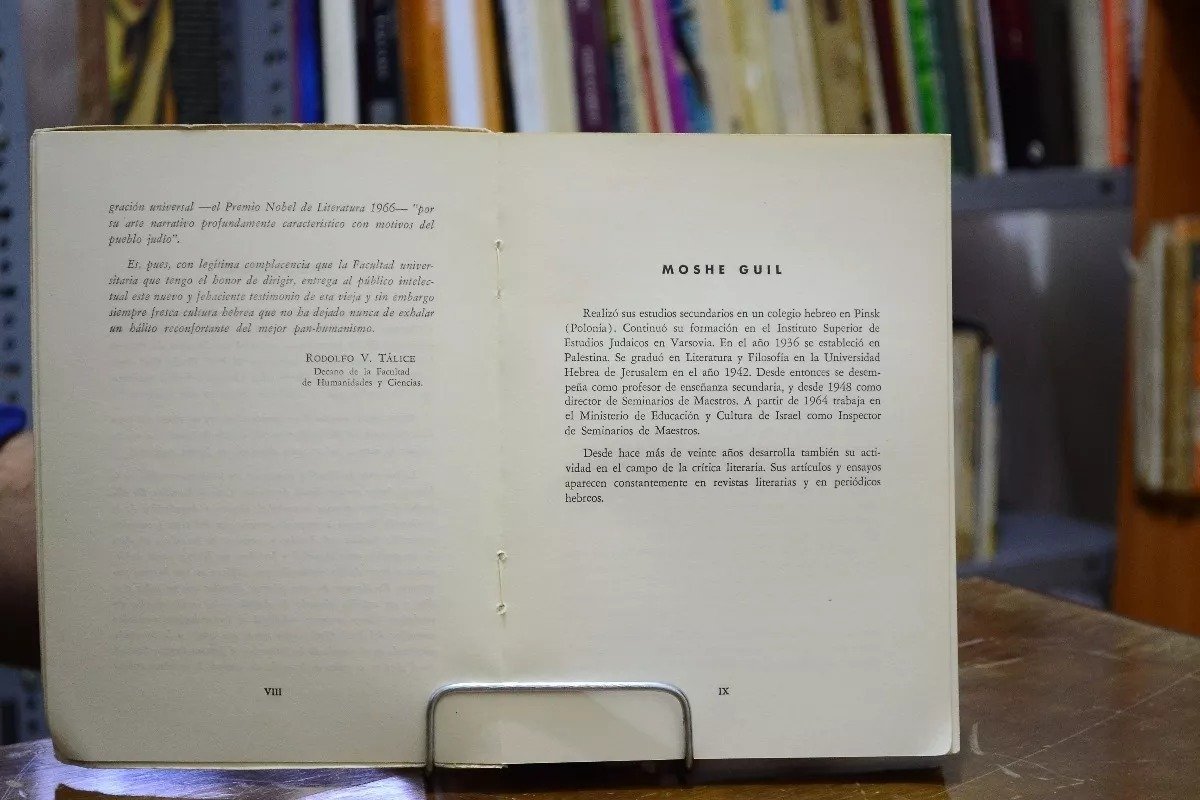 gración universal —el Premio Nobel de Literatura 1966— "por
su arte narrativo profundamente característico con motivos del
pueblo judío".
Es, pues, con legítima complacencia que la Facultad univer-
sitaria que tengo el honor de dirigir, entrega al público intelec-
tual este nuevo y fehaciente testimonio de esa vieja y sin embargo
siempre fresca cultura hebrea que no ha dejado nunca de exhalar
un hálito reconfortante del mejor pan-humanismo.
RODOLFO V. TÁLICE
Decano de la Facultad
de Humanidades y Ciencias.
VIII
MOSHE GUIL
Realizó sus estudios secundarios en un colegio hebreo en Pinsk
(Polonia). Continuó su formación en el Instituto Superior de
Estudios Judaicos en Varsovia. En el año 1936 se estableció en
Palestina. Se graduó en Literatura y Filosofía en la Universidad
Hebrea de Jerusalem en el año 1942. Desde entonces se desem-
peña como profesor de enseñanza secundaria, y desde 1948 como
director de Seminarios de Maestros. A partir de 1964 trabaja en
el Ministerio de Educación y Cultura de Israel como Inspector
de Seminarios de Maestros.
Desde hace más de veinte años desarrolla también su acti-
vidad en el campo de la crítica literaria. Sus artículos y ensayos
aparecen constantemente en revistas literarias y en periódicos
hebreos.
IX